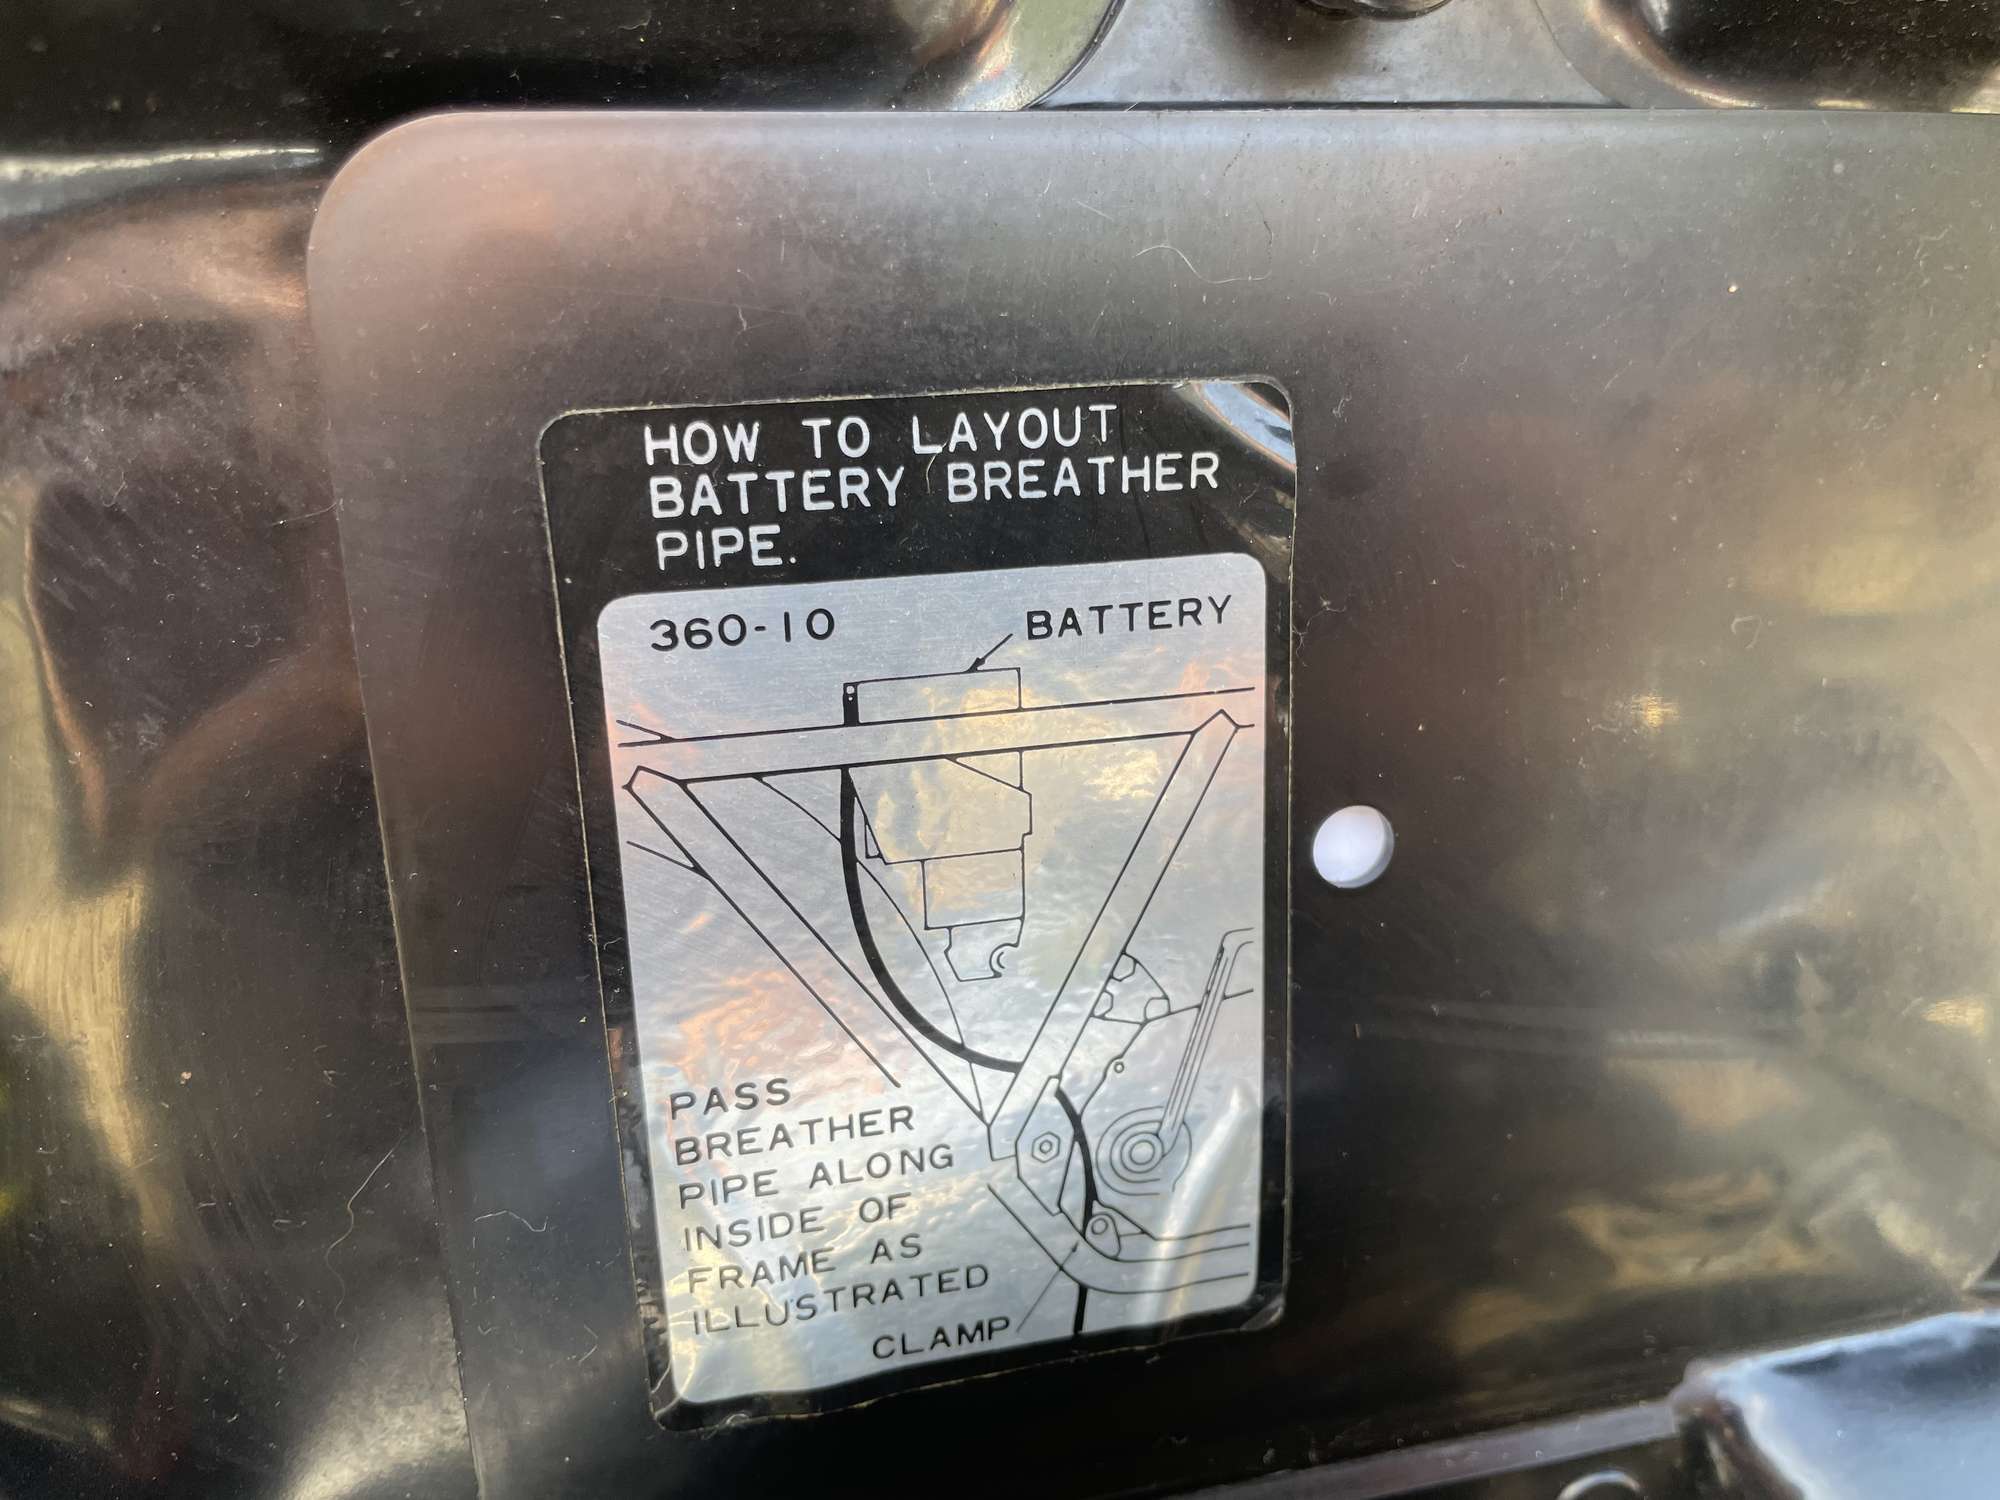 HOW TO LAYOUT
BATTERY BREATHER
PIPE.
360-10
BATTERY
PASS
BREATHER
PIPE ALONG
INSIDE OF
FRAME AS
ILLUSTRATED
CLAMP